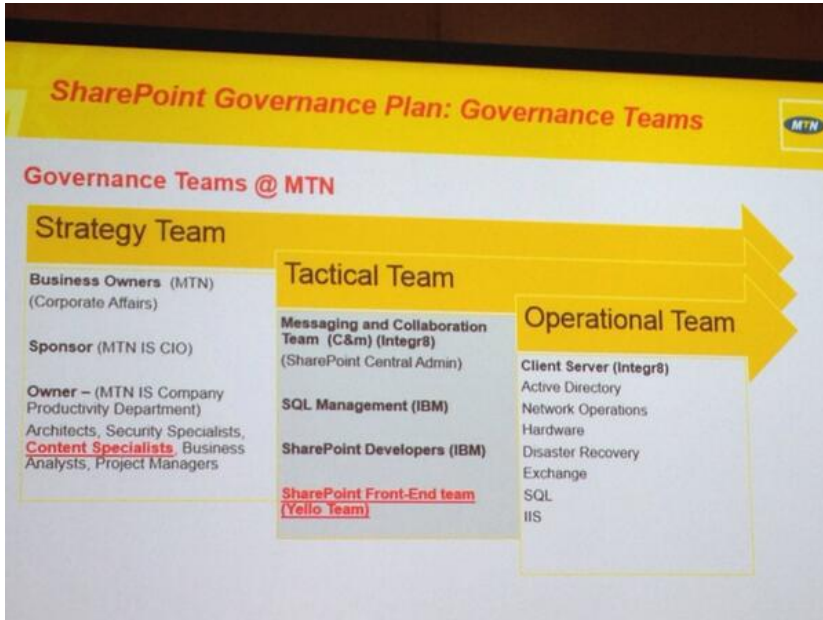 SharePoint Governance Plan: Governance Teams
MTN
Governance Teams @ MTN
Strategy Team
Business Owners (MTN)
(Corporate Affairs)
Sponsor (MTN IS CIO)
Owner – (MTN IS Company
Productivity Department)
Architects, Security Specialists,
Content Specialists, Business
Analysts, Project Managers
Tactical Team
Messaging and Collaboration
Team (C&m) (Integr8)
(SharePoint Central Admin)
SQL Management (IBM)
SharePoint Developers (IBM)
SharePoint Front-End team
(Yello Team)
Operational Team
Client Server (Integr8)
Active Directory
Network Operations
Hardware
Disaster Recovery
Exchange
SQL
IIS